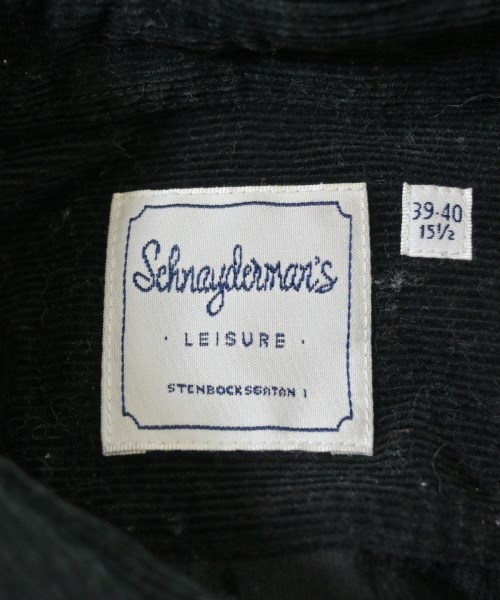 Schnayderman's
· LEISURE ·
STENBOCKSGATAN 1
39-40
15½